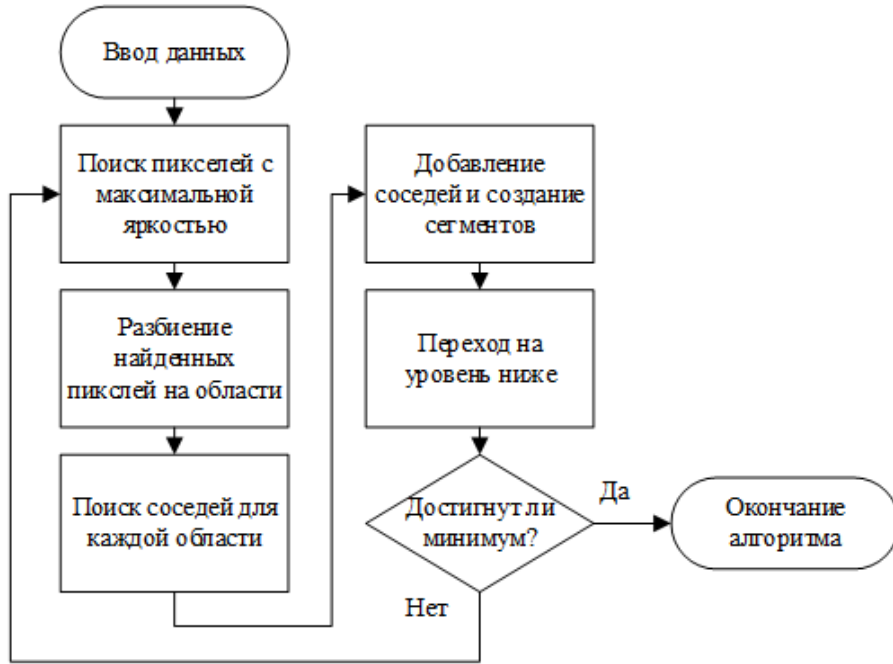 Ввод данных
Поиск пикселей с
максимальной
яркостью
Разбиение
найденных
пикслей на области
Поиск соседей для
каждой области
Добавление
соседей и создание
сегментов
Переход на
уровень ниже
Достигнут ли
минимум?
Да
Нет
Окончание
алгоритма